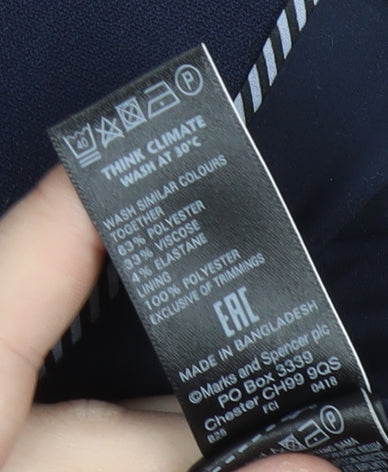 40 P
THINK CLIMATE
WASH AT 30°C
WASH SIMILAR COLOURS
TOGETHER
63% POLYESTER
33% VISCOSE
4% ELASTANE
LINING
100% POLYESTER
EXCLUSIVE OF TRIMMINGS
EAC
MADE IN BANGLADESH
©Marks and Spencer plc
PO Box 3339
Chester CH99 9QS
0418
FCI